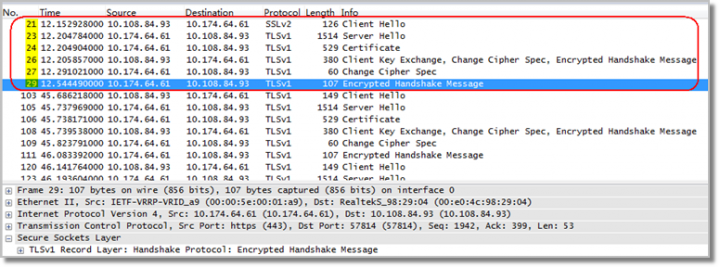 No. Time Source Destination Protocol Length Info
21 12.152928000 10.108.84.93 10.174.64.61 SSLv2 126 Client Hello
23 12.204784000 10.174.64.61 10.108.84.93 TLSv1 1514 Server Hello
24 12.204904000 10.174.64.61 10.108.84.93 TLSv1 529 Certificate
26 12.205857000 10.108.84.93 10.174.64.61 TLSv1 380 Client Key Exchange, Change Cipher Spec, Encrypted Handshake Message
27 12.291021000 10.174.64.61 10.108.84.93 TLSv1 60 Change Cipher Spec
29 12.544490000 10.174.64.61 10.108.84.93 TLSv1 107 Encrypted Handshake Message
103 45.686218000 10.108.84.93 10.174.64.61 TLSv1 149 Client Hello
105 45.737969000 10.174.64.61 10.108.84.93 TLSv1 1514 Server Hello
106 45.738171000 10.174.64.61 10.108.84.93 TLSv1 529 Certificate
108 45.739538000 10.108.84.93 10.174.64.61 TLSv1 380 Client Key Exchange, Change Cipher Spec, Encrypted Handshake Message
109 45.823791000 10.174.64.61 10.108.84.93 TLSv1 60 Change Cipher Spec
111 46.083392000 10.174.64.61 10.108.84.93 TLSv1 107 Encrypted Handshake Message
120 46.141764000 10.108.84.93 10.174.64.61 TLSv1 149 Client Hello
123 46.193604000 10.174.64.61 10.108.84.93 TLSv1 1514 Server Hello
Frame 29: 107 bytes on wire (856 bits), 107 bytes captured (856 bits) on interface 0
Ethernet II, Src: IETF-VRRP-VRID_a9 (00:00:5e:00:01:a9), Dst: RealtekS_98:29:04 (00:e0:4c:98:29:04)
Internet Protocol Version 4, Src: 10.174.64.61 (10.174.64.61), Dst: 10.108.84.93 (10.108.84.93)
Transmission Control Protocol, Src Port: https (443), Dst Port: 57814 (57814), Seq: 1942, Ack: 399, Len: 53
Secure Sockets Layer
TLSv1 Record Layer: Handshake Protocol: Encrypted Handshake Message